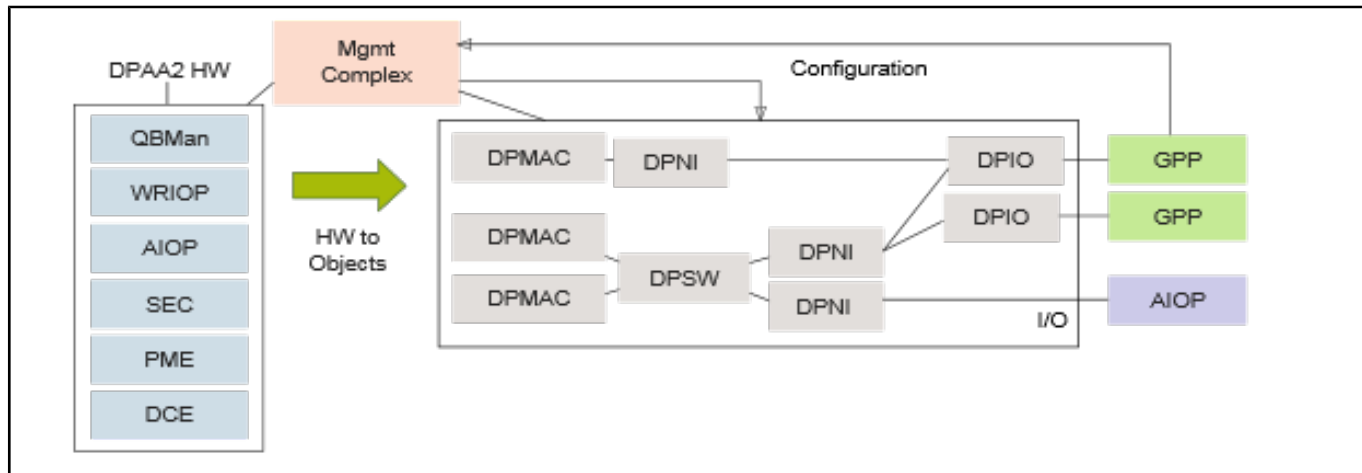 Mgmt
Complex
Configuration
DPAA2 HW
QBMan
WRIOP
AIOP
SEC
PME
DCE
HW to
Objects
DPMAC
DPNI
DPIO
GPP
DPMAC
DPIO
GPP
DPNI
DPSW
DPMAC
DPNI
I/O
AIOP